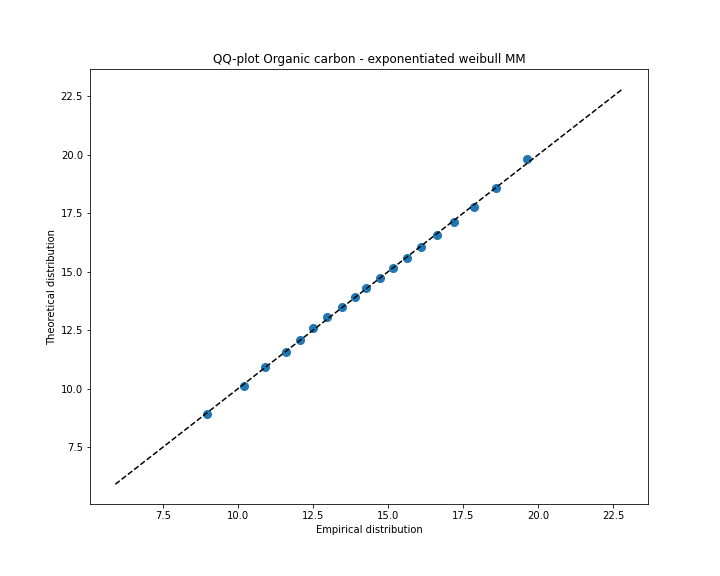 QQ-plot Organic carbon - exponentiated weibull MM
22.5
20.0
17.5
15.0
12.5
10.0
7.5
Theoretical distribution
7.5 10.0 12.5 15.0 17.5 20.0 22.5
Empirical distribution